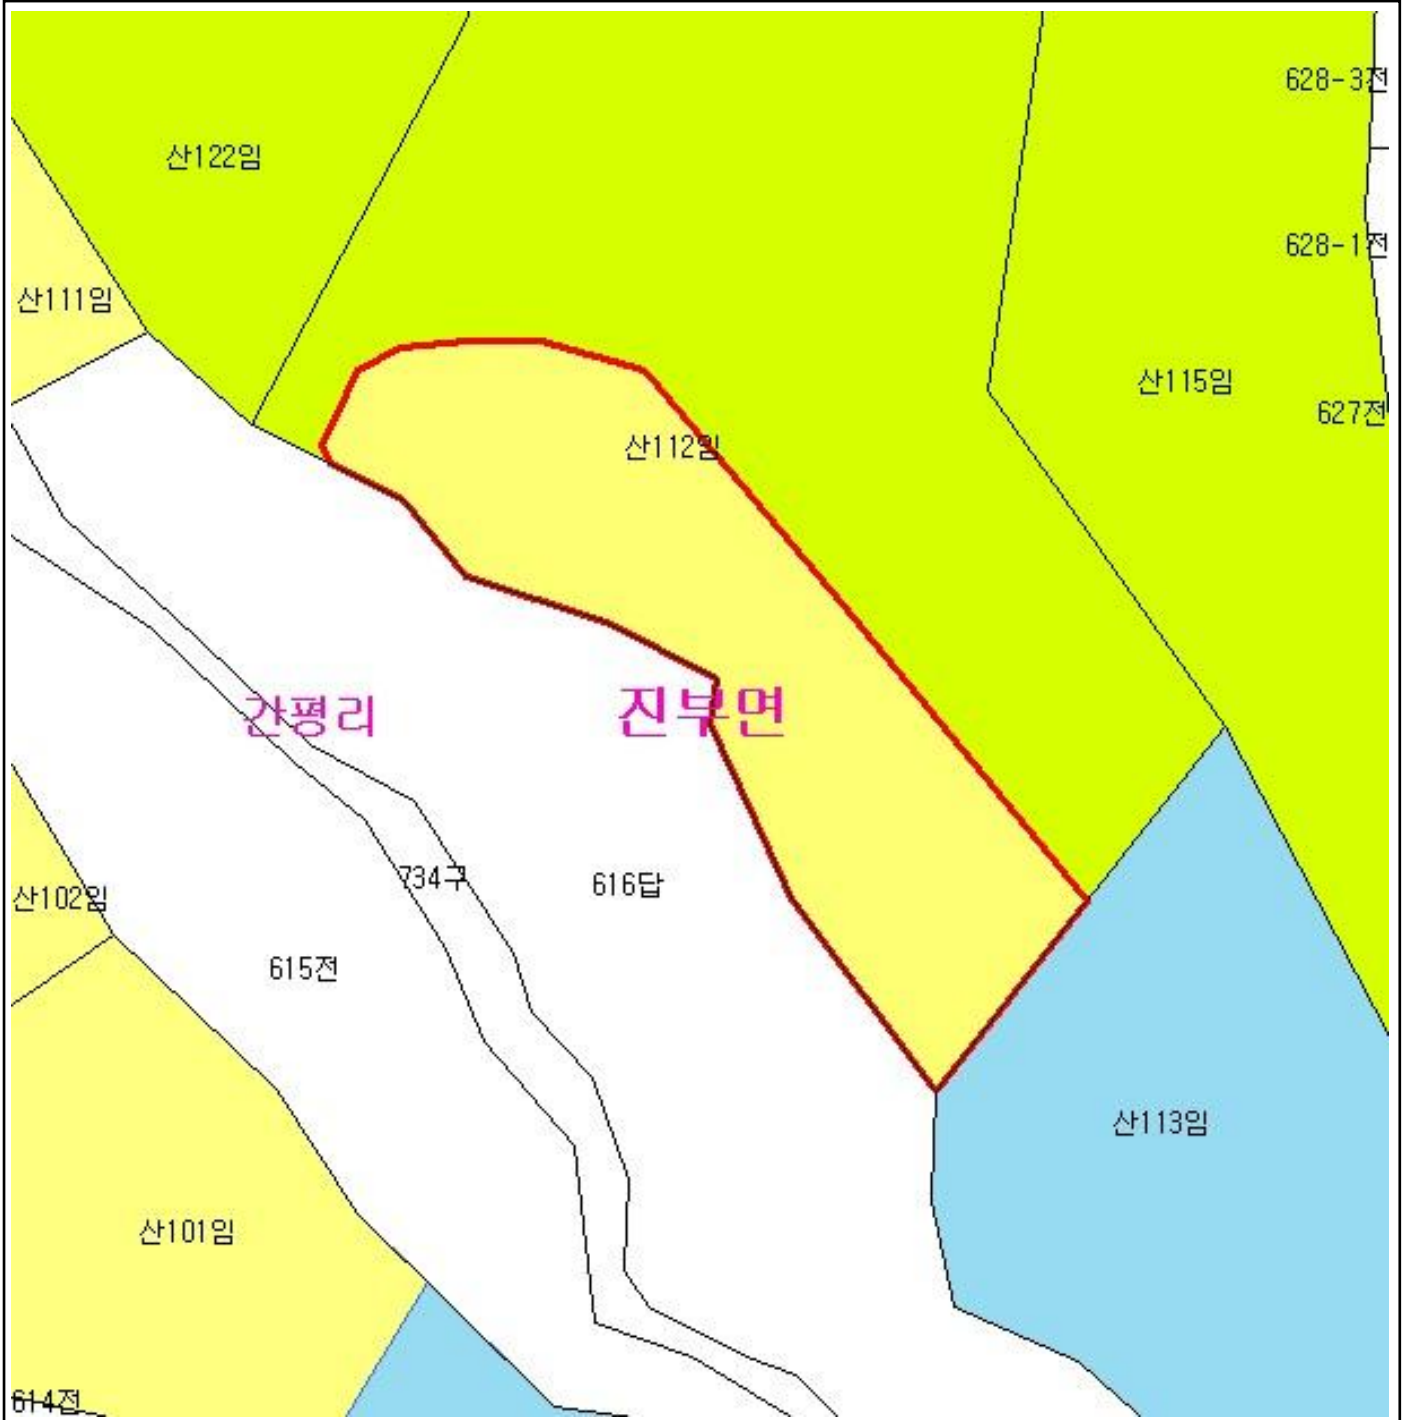 628-3전
산122임
628-1전
산111임
산115임
627전
산112임
간평리
진부면
734구
616답
산102임
615전
산113임
산101임
614전